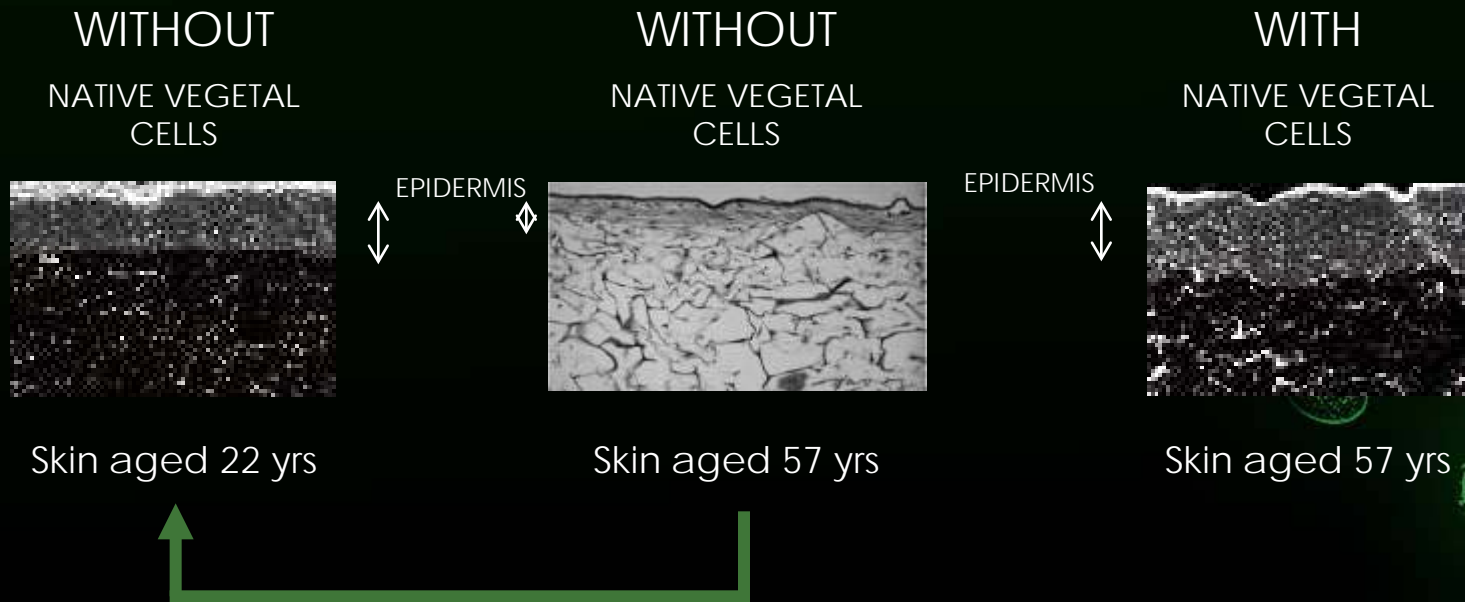 WITHOUT
NATIVE VEGETAL
CELLS
WITHOUT
NATIVE VEGETAL
CELLS
WITH
NATIVE VEGETAL
CELLS
EPIDERMIS
EPIDERMIS
Skin aged 22 yrs
Skin aged 57 yrs
Skin aged 57 yrs